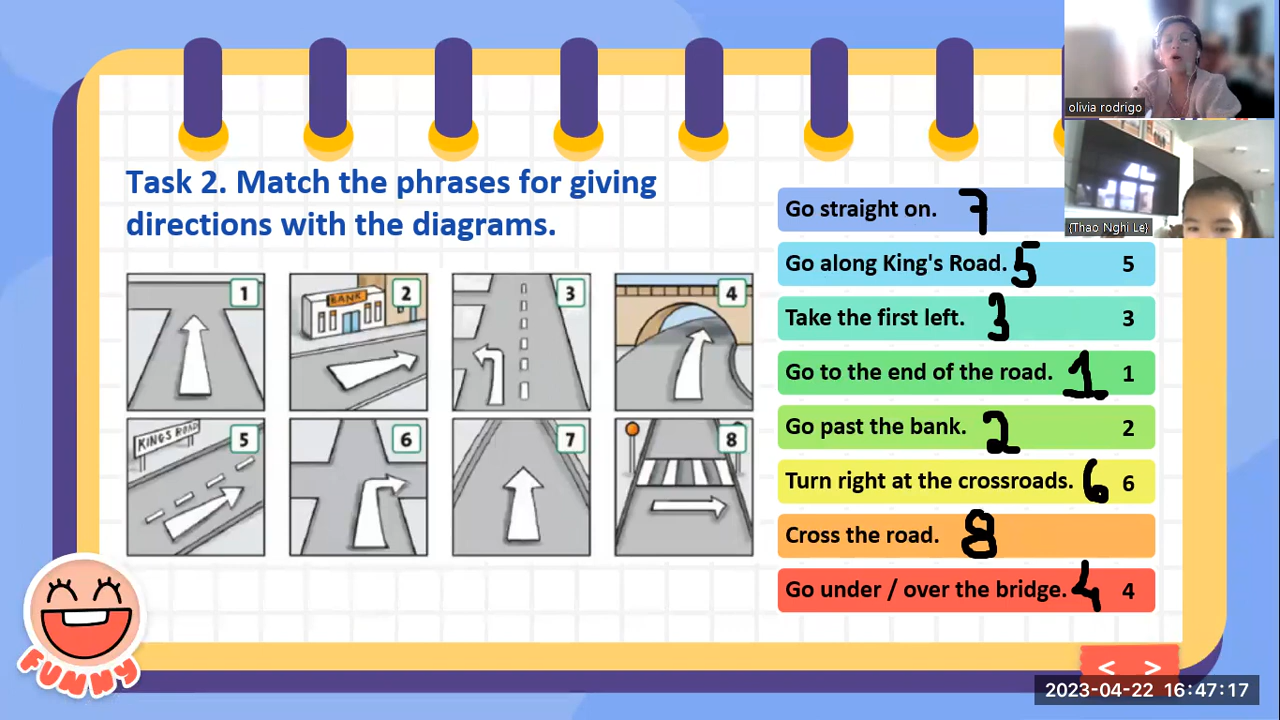 olivia rodrigo
(Thao Nghi Le)
Task 2. Match the phrases for giving
directions with the diagrams.
1
2
BANK
3
4
5
KINGS ROAD
6
7
8
Go straight on. 7
Go along King's Road. 5 5
Take the first left. 3 3
Go to the end of the road. 1 1
Go past the bank. 2 2
Turn right at the crossroads. 6 6
Cross the road. 8
Go under / over the bridge. 4 4
FUNNY
< >
2023-04-22 16:47:17